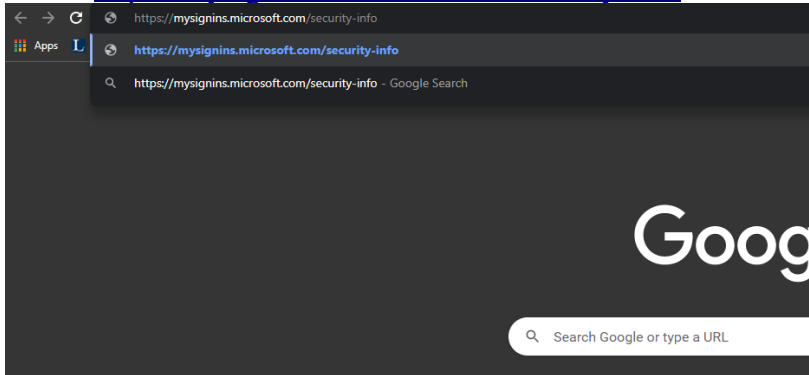 https://mysignins.microsoft.com/security-info
Apps L https://mysignins.microsoft.com/security-info
https://mysignins.microsoft.com/security-info - Google Search
Goog
Search Google or type a URL